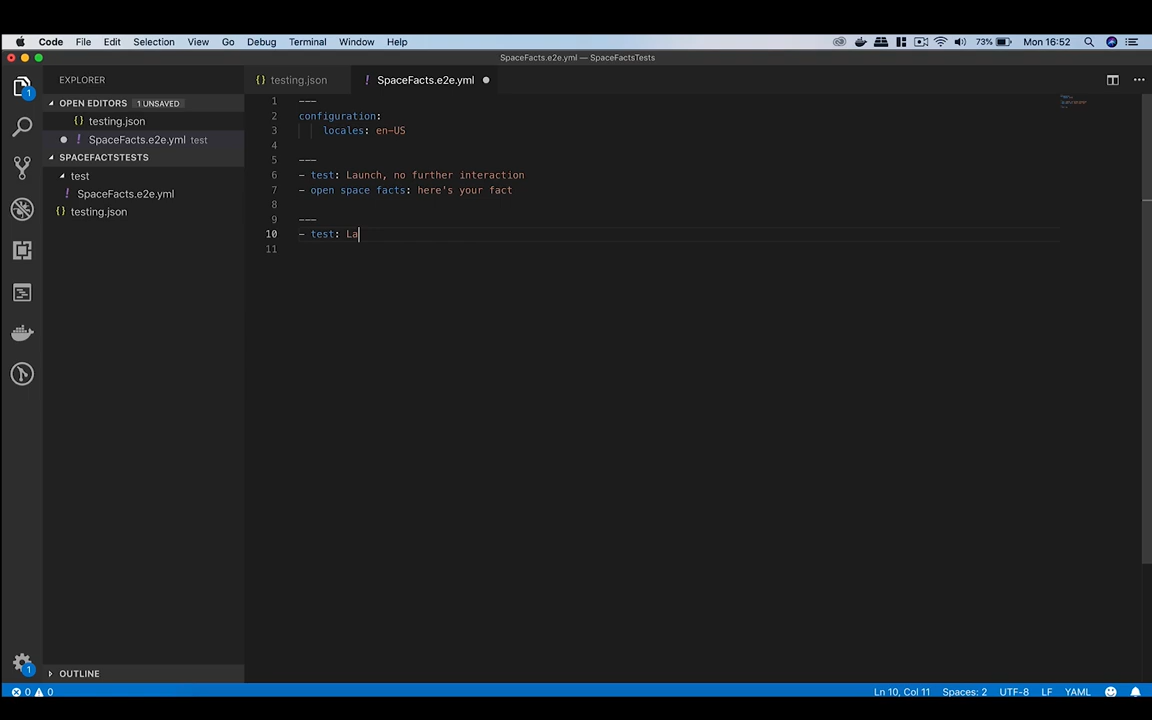 Code File Edit Selection View Go Debug Terminal Window Help 73% Mon 16:52
SpaceFacts.e2e.yml — SpaceFactsTests
EXPLORER
{} testing.json ! SpaceFacts.e2e.yml
OPEN EDITORS 1 UNSAVED
{} testing.json
! SpaceFacts.e2e.yml test
SPACEFACTSTESTS
test
! SpaceFacts.e2e.yml
{} testing.json
1 ---
2 configuration:
3 locales: en-US
4
5 ---
6 - test: Launch, no further interaction
7 - open space facts: here's your fact
8
9 ---
10 - test: La
11
1
1
OUTLINE
0 0 Ln 10, Col 11 Spaces: 2 UTF-8 LF YAML